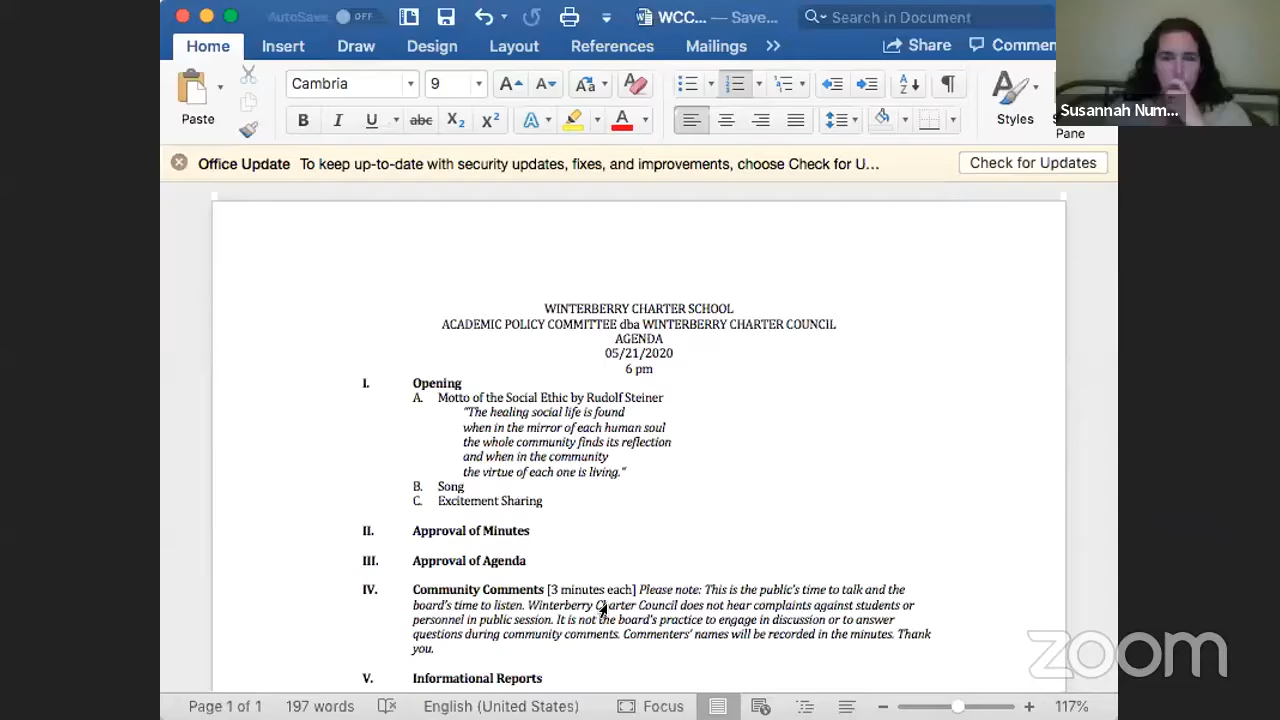 AutoSave OFF WCC... — Save... Search in Document
Home Insert Draw Design Layout References Mailings >> Share Commen
Paste Cambria 9 Styles Pane
Susannah Num...
Office Update To keep up-to-date with security updates, fixes, and improvements, choose Check for U... Check for Updates
WINTERBERRY CHARTER SCHOOL
ACADEMIC POLICY COMMITTEE dba WINTERBERRY CHARTER COUNCIL
AGENDA
05/21/2020
6 pm
I. Opening
A. Motto of the Social Ethic by Rudolf Steiner
"The healing social life is found
when in the mirror of each human soul
the whole community finds its reflection
and when in the community
the virtue of each one is living."
B. Song
C. Excitement Sharing
II. Approval of Minutes
III. Approval of Agenda
IV. Community Comments [3 minutes each] Please note: This is the public's time to talk and the
board's time to listen. Winterberry Charter Council does not hear complaints against students or
personnel in public session. It is not the board's practice to engage in discussion or to answer
questions during community comments. Commenters' names will be recorded in the minutes. Thank
you.
V. Informational Reports
zoom
Page 1 of 1 197 words English (United States) Focus 117%